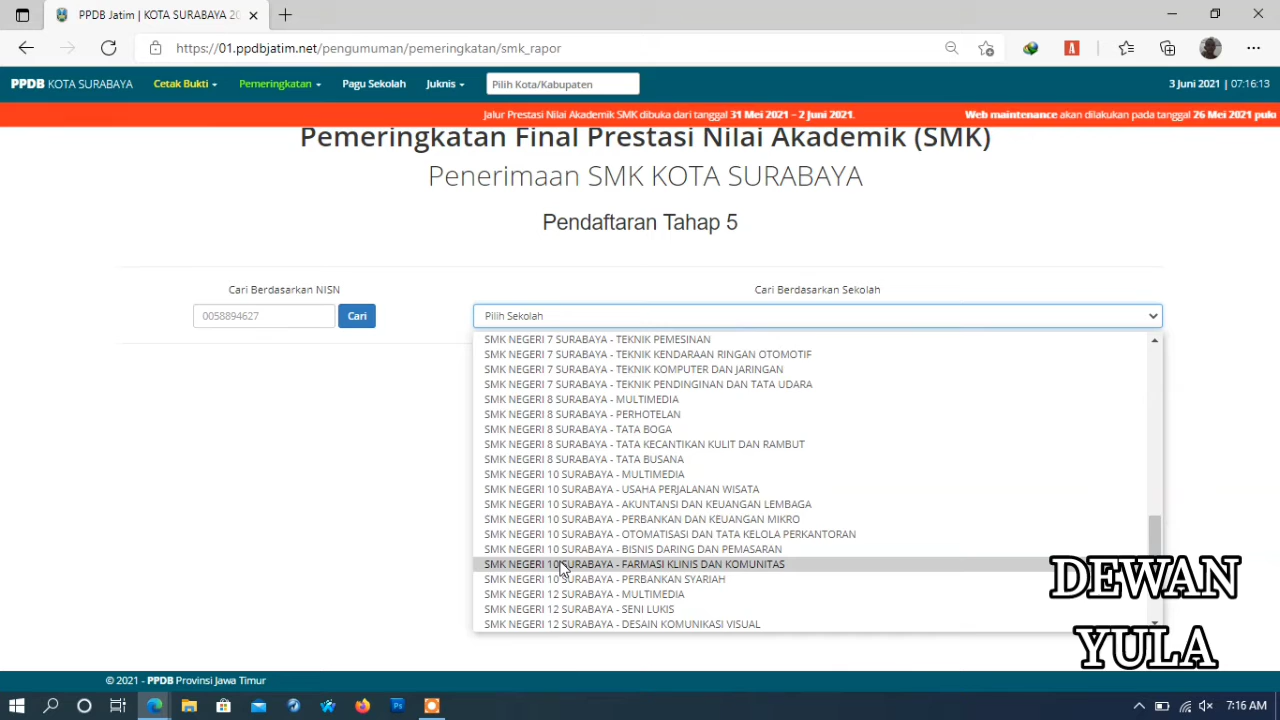 PPDB Jatim | KOTA SURABAYA 20
https://01.ppdbjatim.net/pengumuman/pemeringkatan/smk_rapor
PPDB KOTA SURABAYA Cetak Bukti Pemeringkatan Pagu Sekolah Juknis Pilih Kota/Kabupaten 3 Juni 2021 | 07:16:13
Jalur Prestasi Nilai Akademik SMK dibuka dari tanggal 31 Mei 2021 - 2 Juni 2021. Web maintenance akan dilakukan pada tanggal 26 Mei 2021 puku
Pemeringkatan Final Prestasi Nilai Akademik (SMK)
Penerimaan SMK KOTA SURABAYA
Pendaftaran Tahap 5
Cari Berdasarkan NISN Cari Berdasarkan Sekolah
0058894627 Cari Pilih Sekolah
SMK NEGERI 7 SURABAYA - TEKNIK PEMESINAN
SMK NEGERI 7 SURABAYA - TEKNIK KENDARAAN RINGAN OTOMOTIF
SMK NEGERI 7 SURABAYA - TEKNIK KOMPUTER DAN JARINGAN
SMK NEGERI 7 SURABAYA - TEKNIK PENDINGINAN DAN TATA UDARA
SMK NEGERI 8 SURABAYA - MULTIMEDIA
SMK NEGERI 8 SURABAYA - PERHOTELAN
SMK NEGERI 8 SURABAYA - TATA BOGA
SMK NEGERI 8 SURABAYA - TATA KECANTIKAN KULIT DAN RAMBUT
SMK NEGERI 8 SURABAYA - TATA BUSANA
SMK NEGERI 10 SURABAYA - MULTIMEDIA
SMK NEGERI 10 SURABAYA - USAHA PERJALANAN WISATA
SMK NEGERI 10 SURABAYA - AKUNTANSI DAN KEUANGAN LEMBAGA
SMK NEGERI 10 SURABAYA - PERBANKAN DAN KEUANGAN MIKRO
SMK NEGERI 10 SURABAYA - OTOMATISASI DAN TATA KELOLA PERKANTORAN
SMK NEGERI 10 SURABAYA - BISNIS DARING DAN PEMASARAN
SMK NEGERI 10 SURABAYA - FARMASI KLINIS DAN KOMUNITAS
SMK NEGERI 10 SURABAYA - PERBANKAN SYARIAH
SMK NEGERI 12 SURABAYA - MULTIMEDIA
SMK NEGERI 12 SURABAYA - SENI LUKIS
SMK NEGERI 12 SURABAYA - DESAIN KOMUNIKASI VISUAL
DEWAN
YULA
© 2021 - PPDB Provinsi Jawa Timur
7:16 AM